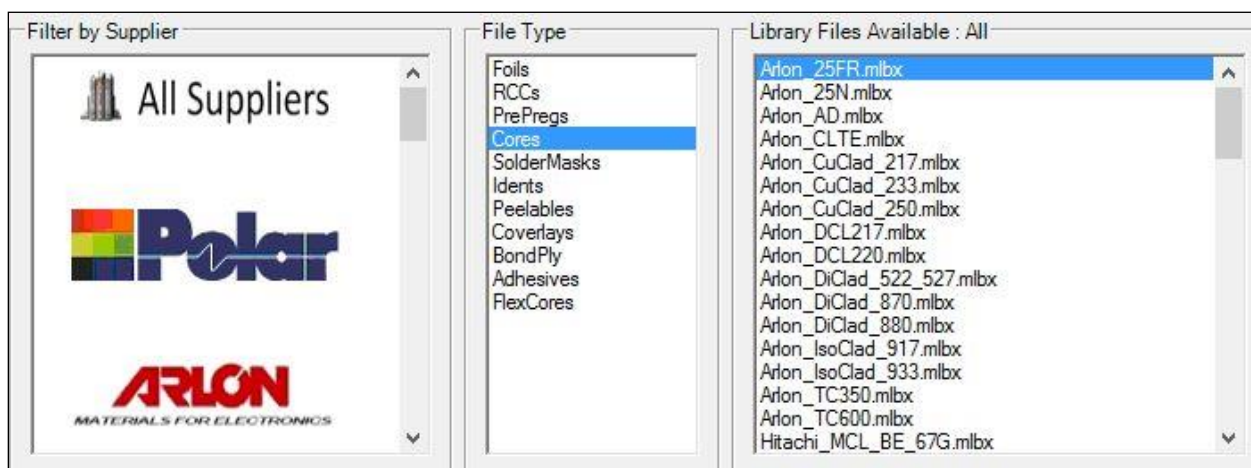 Filter by Supplier
All Suppliers
Polar
ARLON
MATERIALS FOR ELECTRONICS
File Type
Foils
RCCs
PrePregs
Cores
SolderMasks
Idents
Peelables
Coverlays
BondPly
Adhesives
FlexCores
Library Files Available : All
Arlon_25FR.mlbx
Arlon_25N.mlbx
Arlon_AD.mlbx
Arlon_CLTE.mlbx
Arlon_CuClad_217.mlbx
Arlon_CuClad_233.mlbx
Arlon_CuClad_250.mlbx
Arlon_DCL217.mlbx
Arlon_DCL220.mlbx
Arlon_DiClad_522_527.mlbx
Arlon_DiClad_870.mlbx
Arlon_DiClad_880.mlbx
Arlon_IsoClad_917.mlbx
Arlon_IsoClad_933.mlbx
Arlon_TC350.mlbx
Arlon_TC600.mlbx
Hitachi_MCL_BE_67G.mlbx